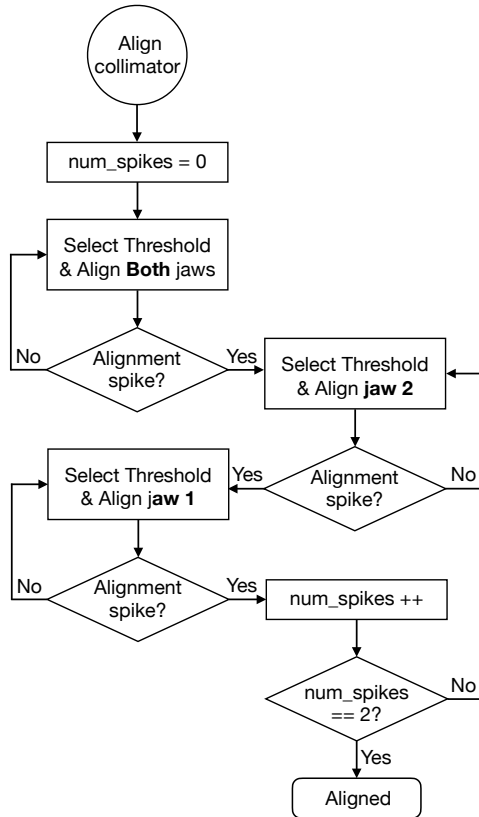 Align
collimator
num_spikes = 0
Select Threshold
& Align Both jaws
Alignment
spike?
No
Yes
Select Threshold
& Align jaw 2
Alignment
spike?
Yes
No
Select Threshold
& Align jaw 1
Alignment
spike?
No
Yes
num_spikes ++
num_spikes
== 2?
No
Yes
Aligned